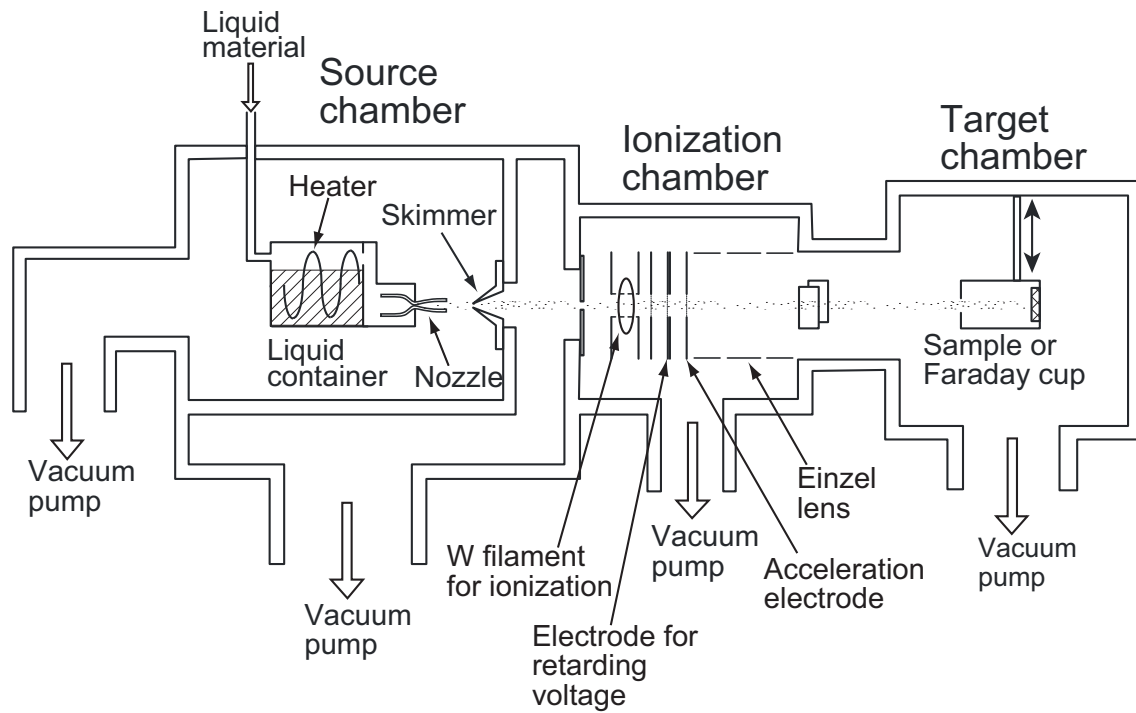 Liquid
material
Source
chamber
Ionization
chamber
Target
chamber
Heater
Skimmer
Liquid
container
Nozzle
Sample or
Faraday cup
Vacuum
pump
Vacuum
pump
W filament
for ionization
Vacuum
pump
Einzel
lens
Acceleration
electrode
Electrode for
retarding
voltage
Vacuum
pump